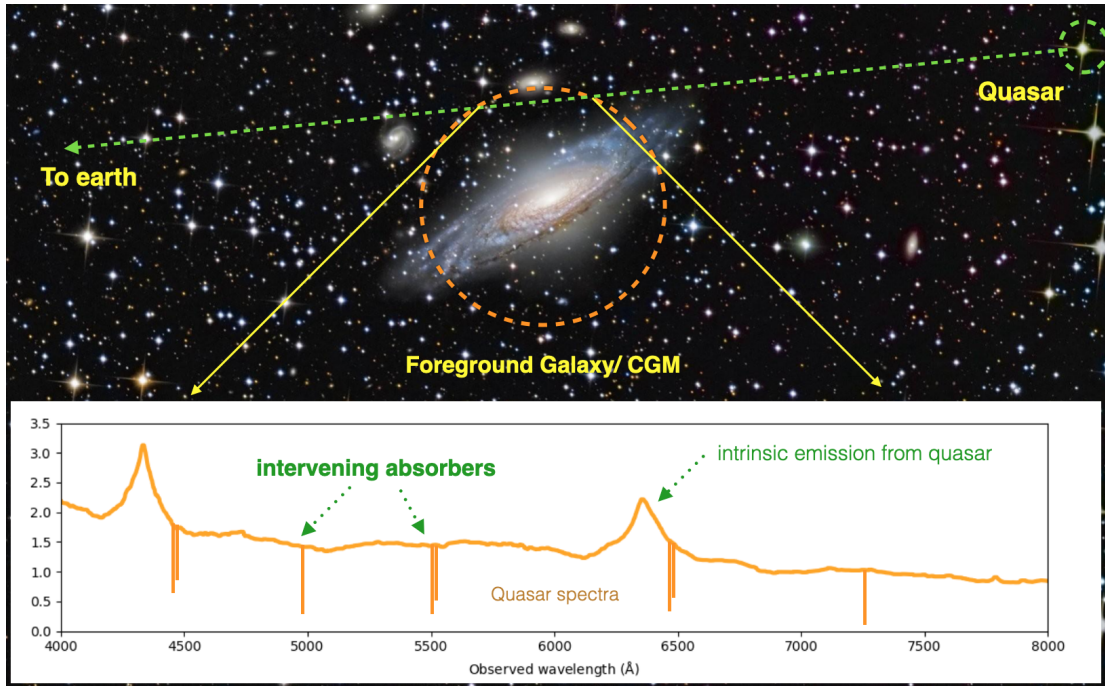 Quasar
To earth
Foreground Galaxy/ CGM
3.5
3.0
2.5
2.0
1.5
1.0
0.5
0.0
intervening absorbers
intrinsic emission from quasar
Quasar spectra
4000 4500 5000 5500 6000 6500 7000 7500 8000
Observed wavelength (Å)